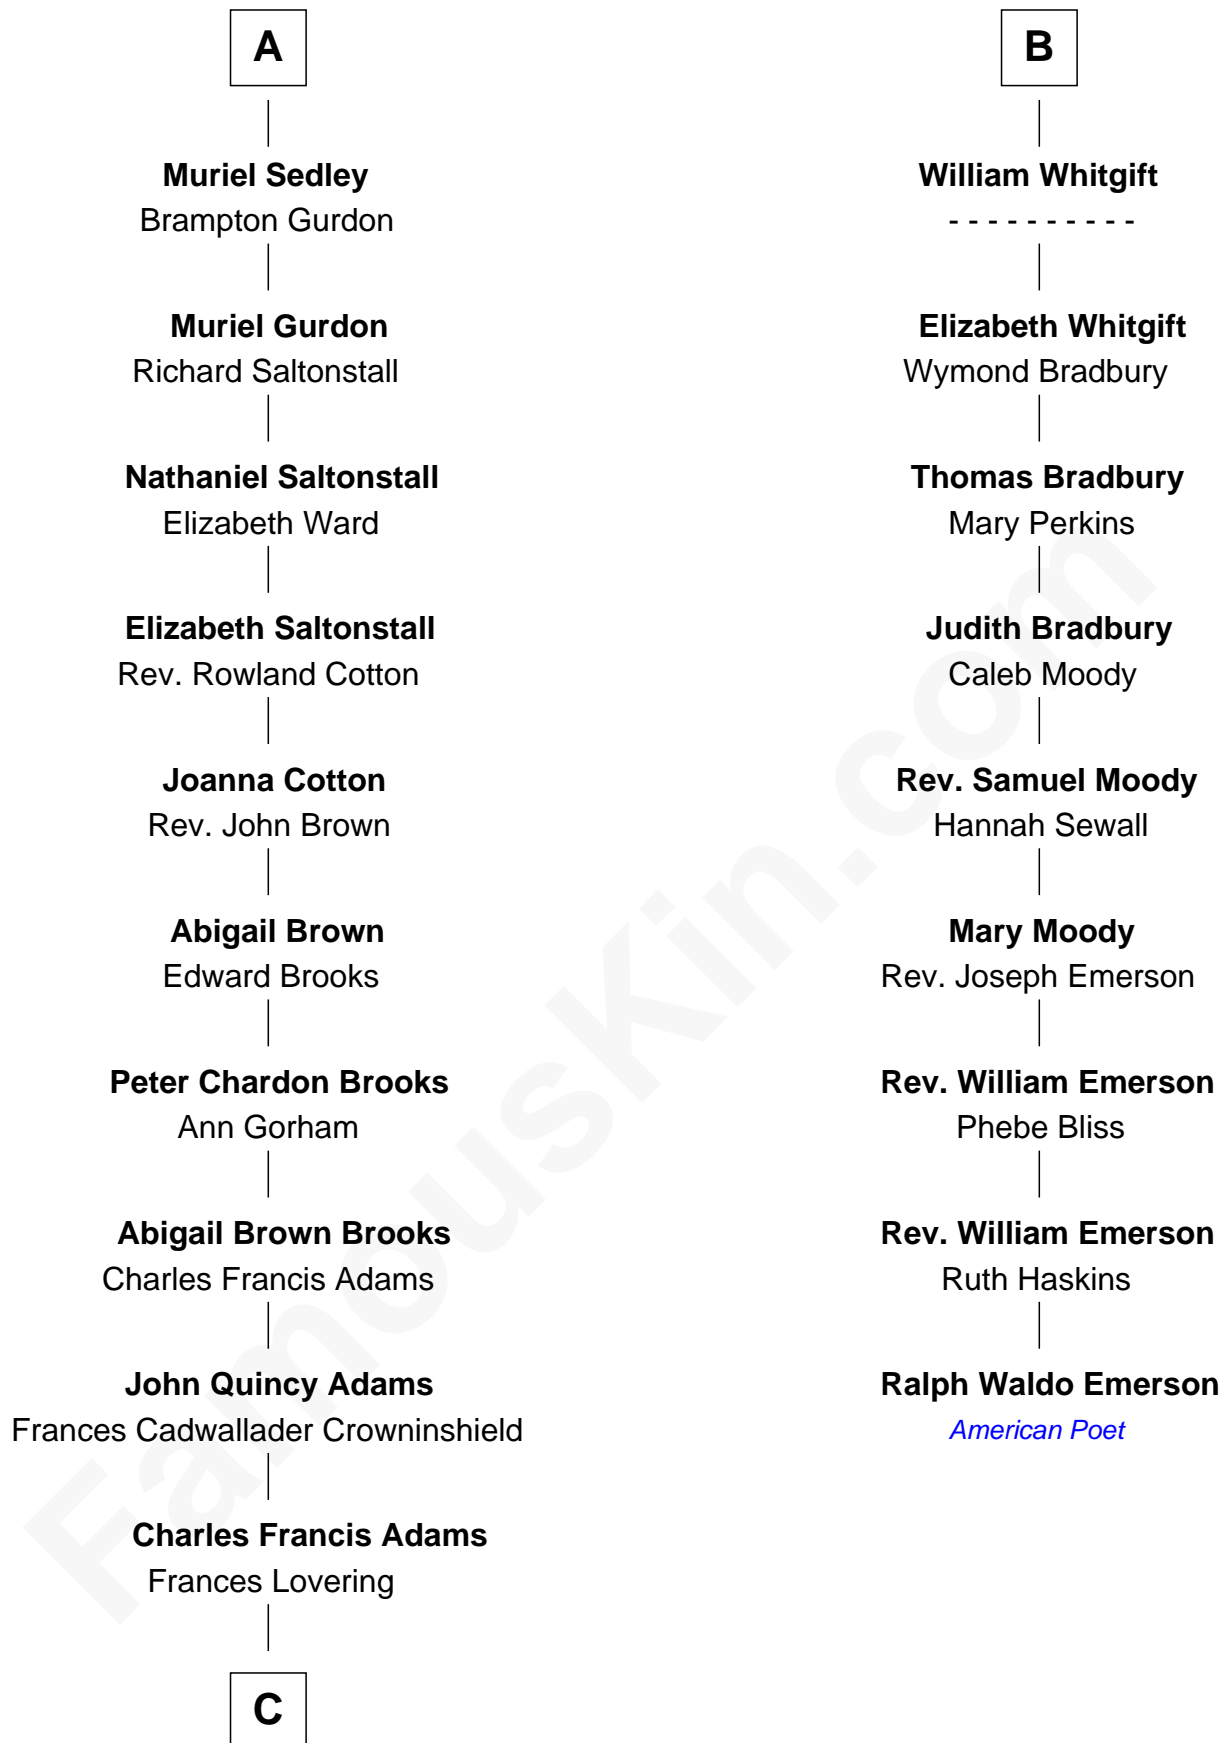 A
Muriel Sedley
Brampton Gurdon
Muriel Gurdon
Richard Saltonstall
Nathaniel Saltonstall
Elizabeth Ward
Elizabeth Saltonstall
Rev. Rowland Cotton
Joanna Cotton
Rev. John Brown
Abigail Brown
Edward Brooks
Peter Chardon Brooks
Ann Gorham
Abigail Brown Brooks
Charles Francis Adams
John Quincy Adams
Frances Cadwallader Crowninshield
Charles Francis Adams
Frances Lovering
C
B
William Whitgift
- - - - - - - - - -
Elizabeth Whitgift
Wymond Bradbury
Thomas Bradbury
Mary Perkins
Judith Bradbury
Caleb Moody
Rev. Samuel Moody
Hannah Sewall
Mary Moody
Rev. Joseph Emerson
Rev. William Emerson
Phebe Bliss
Rev. William Emerson
Ruth Haskins
Ralph Waldo Emerson
American Poet
FamousKin.com